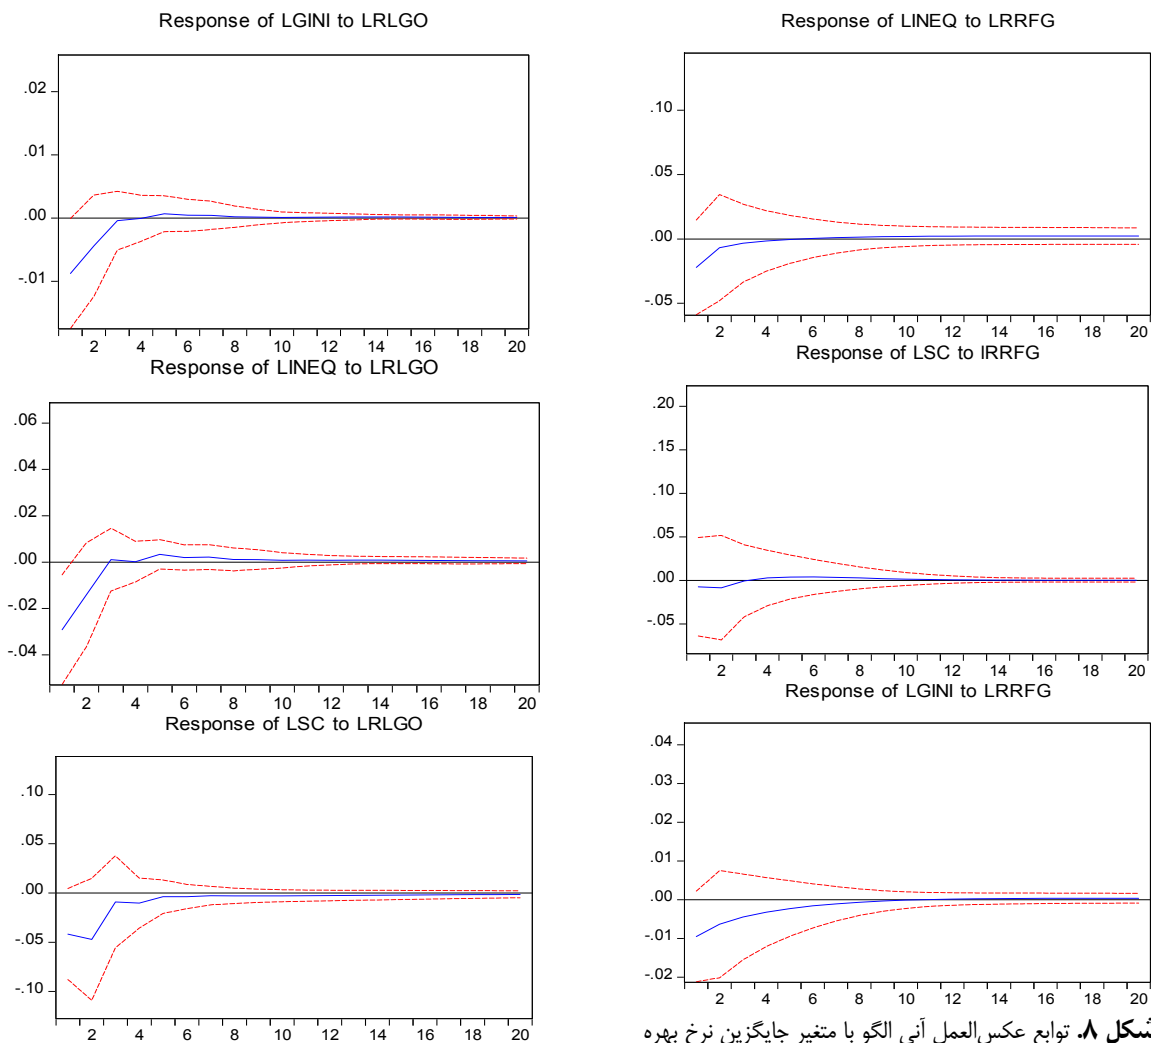 Response of LGINI to LRLGO
.02
.01
.00
-.01
2 4 6 8 10 12 14 16 18 20
Response of LINEQ to LRLGO
.06
.04
.02
.00
-.02
-.04
2 4 6 8 10 12 14 16 18 20
Response of LSC to LRLGO
.10
.05
.00
-.05
-.10
2 4 6 8 10 12 14 16 18 20
Response of LINEQ to LRRFG
.10
.05
.00
-.05
2 4 6 8 10 12 14 16 18 20
Response of LSC to IRRFG
.20
.15
.10
.05
.00
-.05
2 4 6 8 10 12 14 16 18 20
Response of LGINI to LRRFG
.04
.03
.02
.01
.00
-.01
-.02
2 4 6 8 10 12 14 16 18 20
شکل ۸. توابع عکس‌العمل آنی الگو با متغیر جایگزین نرخ بهره